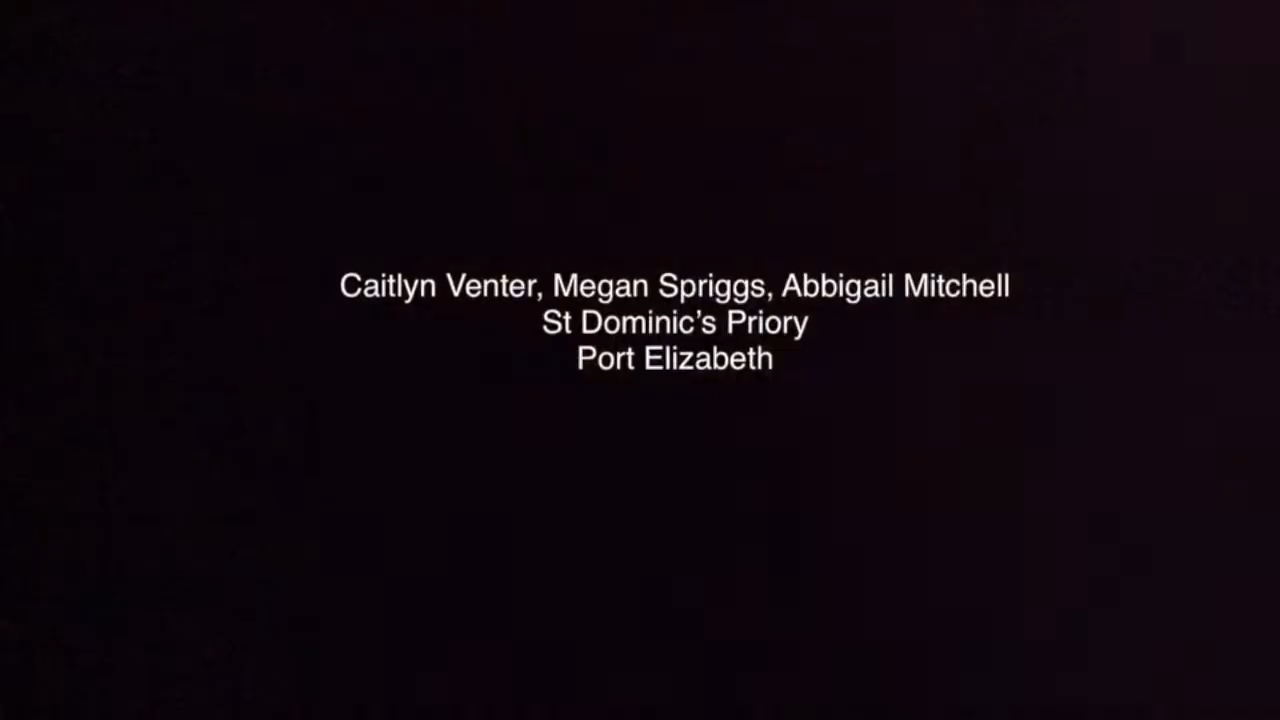 Caitlyn Venter, Megan Spriggs, Abbigail Mitchell
St Dominic’s Priory
Port Elizabeth